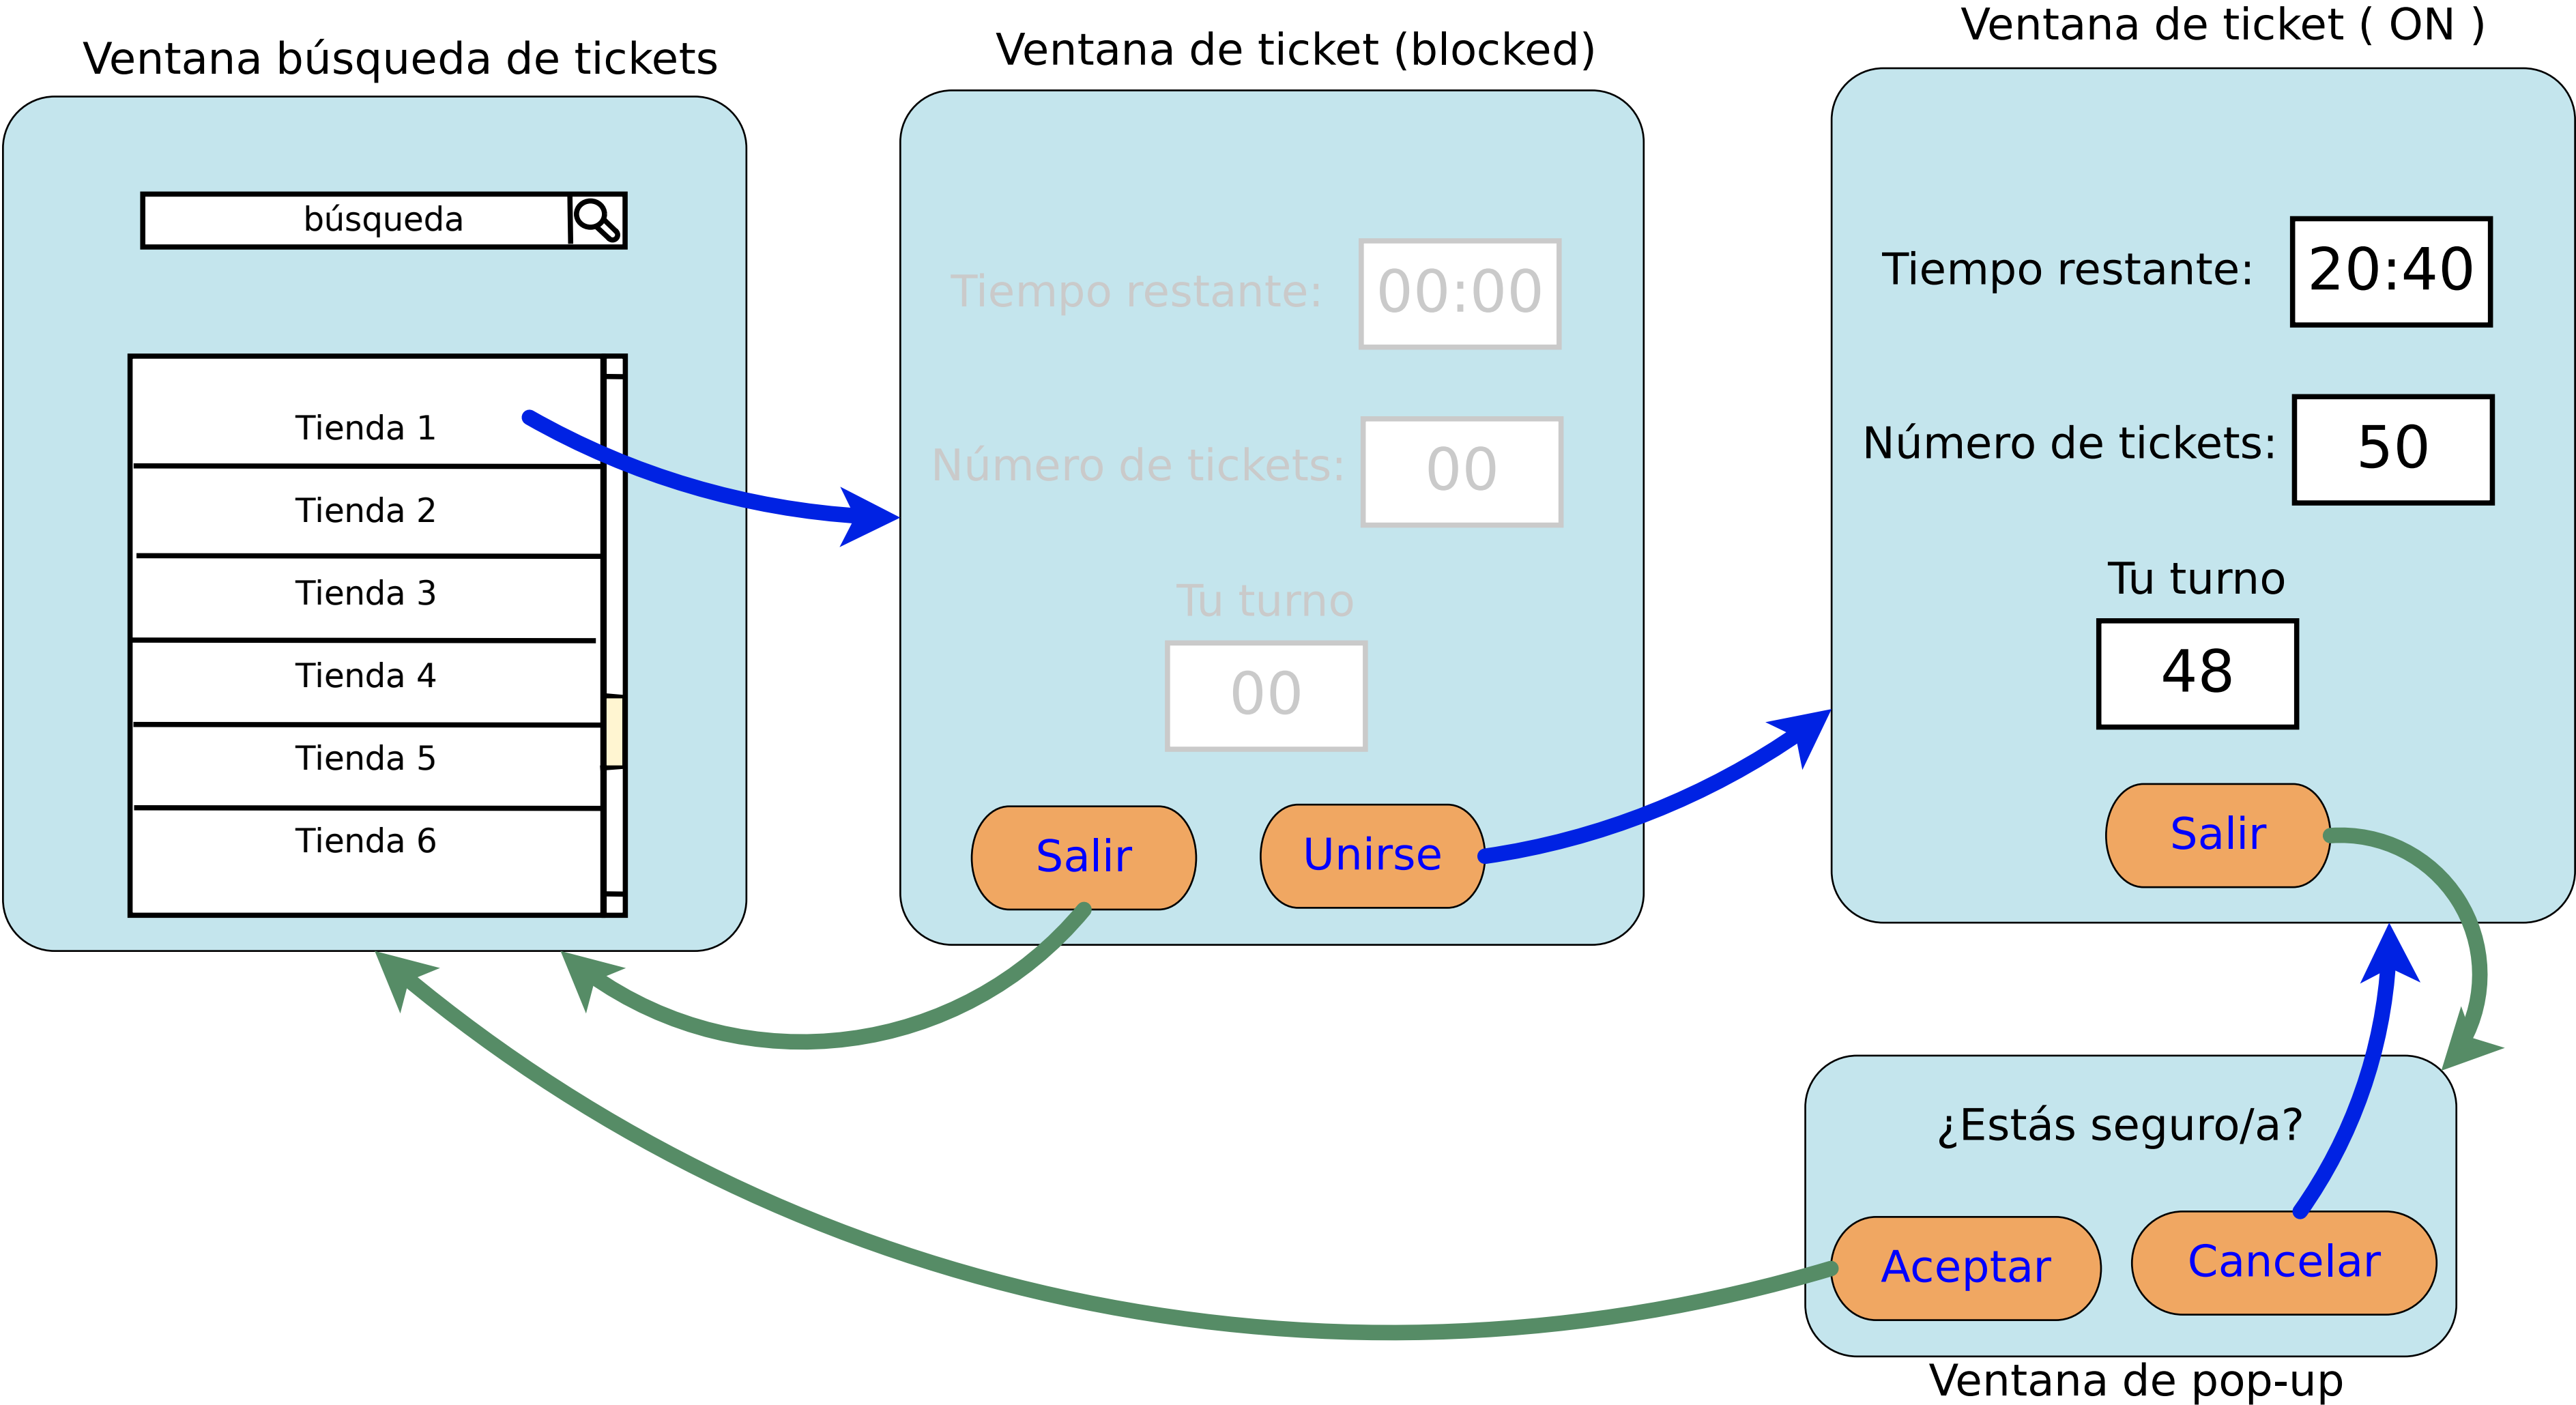 Ventana búsqueda de tickets
búsqueda
Tienda 1
Tienda 2
Tienda 3
Tienda 4
Tienda 5
Tienda 6
Ventana de ticket (blocked)
Tiempo restante: 00:00
Número de tickets: 00
Tu turno
00
Salir Unirse
Ventana de ticket ( ON )
Tiempo restante: 20:40
Número de tickets: 50
Tu turno
48
Salir
¿Estás seguro/a?
Aceptar Cancelar
Ventana de pop-up